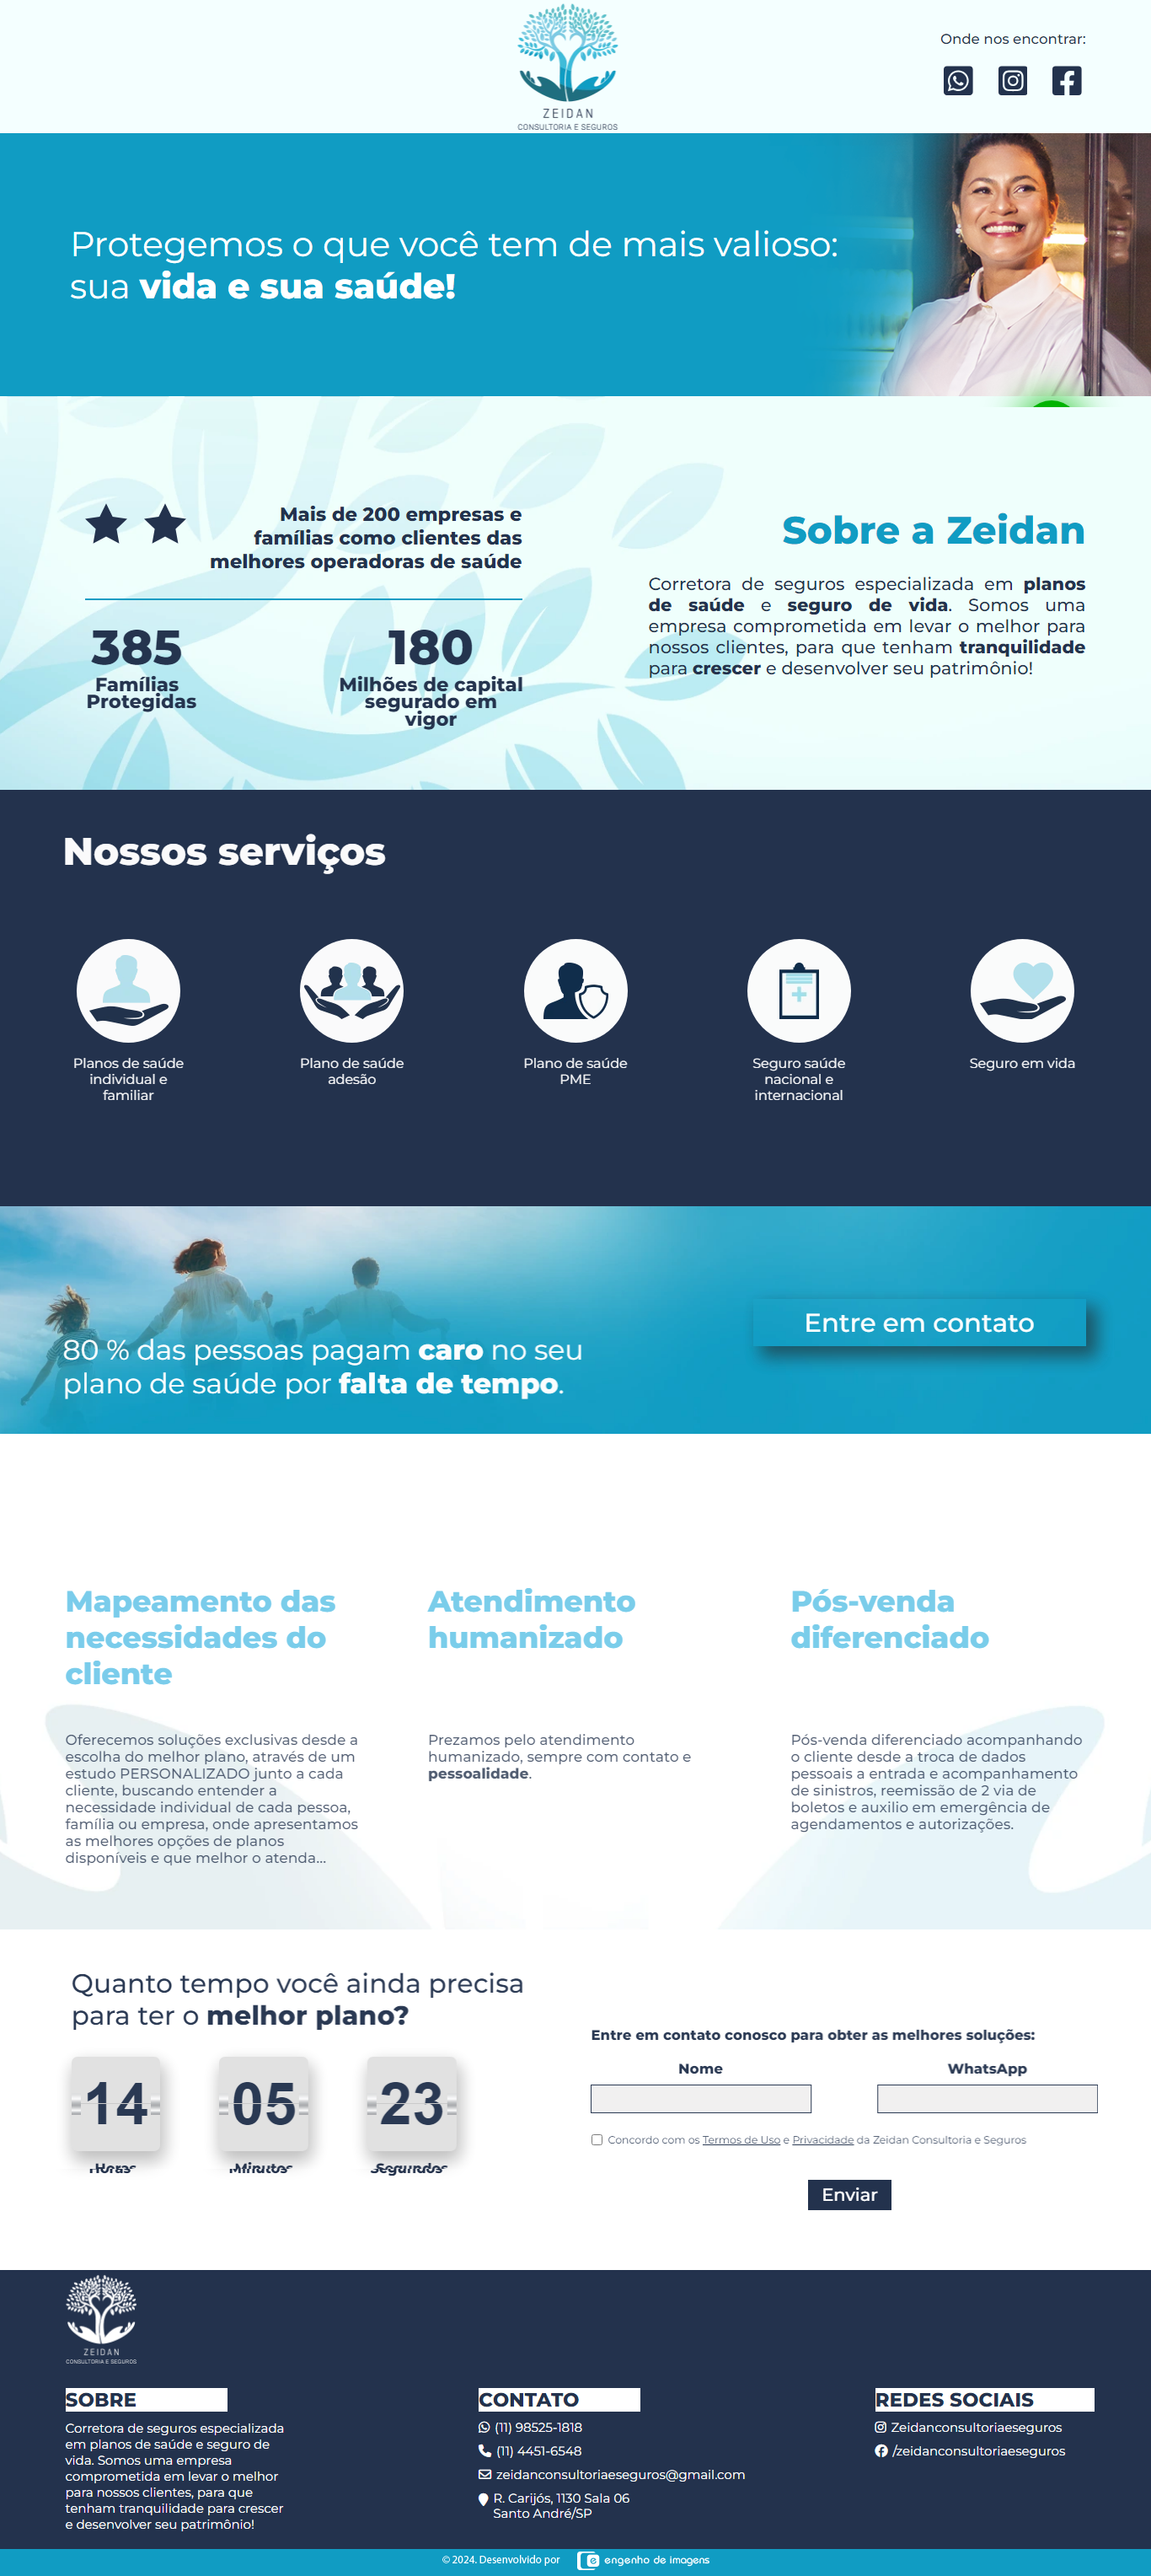 ZEIDAN
CONSULTORIA E SEGUROS
Onde nos encontrar:
Protegemos o que você tem de mais valioso:
sua vida e sua saúde!
Mais de 200 empresas e
famílias como clientes das
melhores operadoras de saúde
385
Famílias
Protegidas
180
Milhões de capital
segurado em
vigor
Sobre a Zeidan
Corretora de seguros especializada em planos
de saúde e seguro de vida. Somos uma
empresa comprometida em levar o melhor para
nossos clientes, para que tenham tranquilidade
para crescer e desenvolver seu patrimônio!
Nossos serviços
Planos de saúde
individual e
familiar
Plano de saúde
adesão
Plano de saúde
PME
Seguro saúde
nacional e
internacional
Seguro em vida
80 % das pessoas pagam caro no seu
plano de saúde por falta de tempo.
Entre em contato
Mapeamento das
necessidades do
cliente
Oferecemos soluções exclusivas desde a
escolha do melhor plano, através de um
estudo PERSONALIZADO junto a cada
cliente, buscando entender a
necessidade individual de cada pessoa,
família ou empresa, onde apresentamos
as melhores opções de planos
disponíveis e que melhor o atenda...
Atendimento
humanizado
Prezamos pelo atendimento
humanizado, sempre com contato e
pessoalidade.
Pós-venda
diferenciado
Pós-venda diferenciado acompanhando
o cliente desde a troca de dados
pessoais a entrada e acompanhamento
de sinistros, reemissão de 2 via de
boletos e auxilio em emergência de
agendamentos e autorizações.
Quanto tempo você ainda precisa
para ter o melhor plano?
14
05
23
Horas
Minutos
Segundos
Entre em contato conosco para obter as melhores soluções:
Nome
WhatsApp
Concordo com os Termos de Uso e Privacidade da Zeidan Consultoria e Seguros
Enviar
ZEIDAN
CONSULTORIA E SEGUROS
SOBRE
Corretora de seguros especializada
em planos de saúde e seguro de
vida. Somos uma empresa
comprometida em levar o melhor
para nossos clientes, para que
tenham tranquilidade para crescer
e desenvolver seu patrimônio!
CONTATO
(11) 98525-1818
(11) 4451-6548
zeidanconsultoriaeseguros@gmail.com
R. Carijós, 1130 Sala 06
Santo André/SP
REDES SOCIAIS
Zeidanconsultoriaeseguros
/zeidanconsultoriaeseguros
© 2024. Desenvolvido por
e engenho de imagens